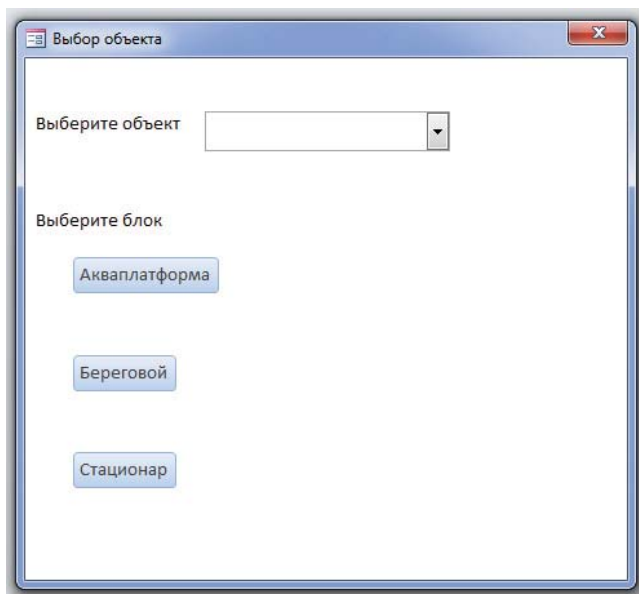 Выбор объекта
Выберите объект
Выберите блок
Акваплатформа
Береговой
Стационар